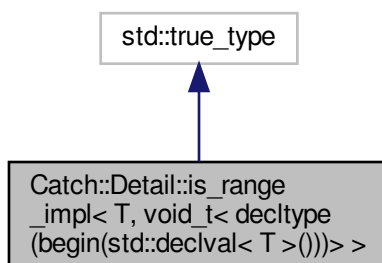 std::true_type
Catch::Detail::is_range
_impl< T, void_t< decltype
(begin(std::declval< T >()))> >